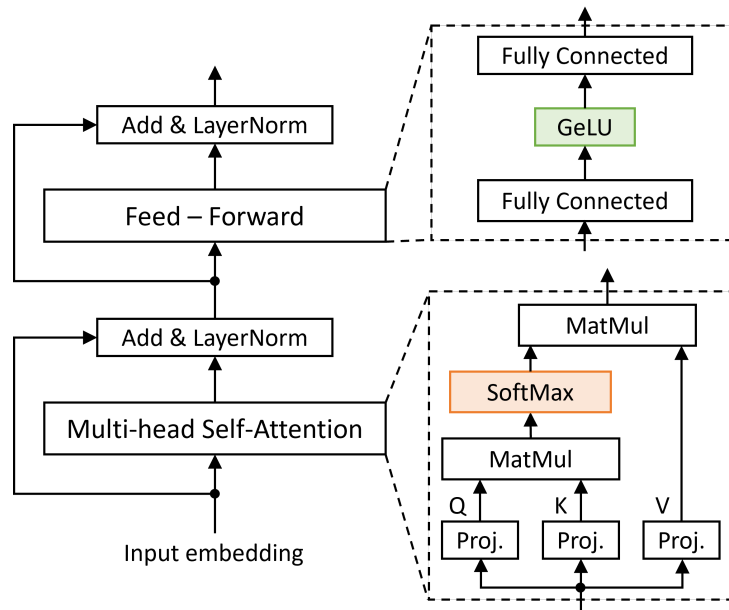 Add & LayerNorm
Feed – Forward
Add & LayerNorm
Multi-head Self-Attention
Input embedding
Fully Connected
GeLU
Fully Connected
MatMul
SoftMax
MatMul
Q K V
Proj. Proj. Proj.